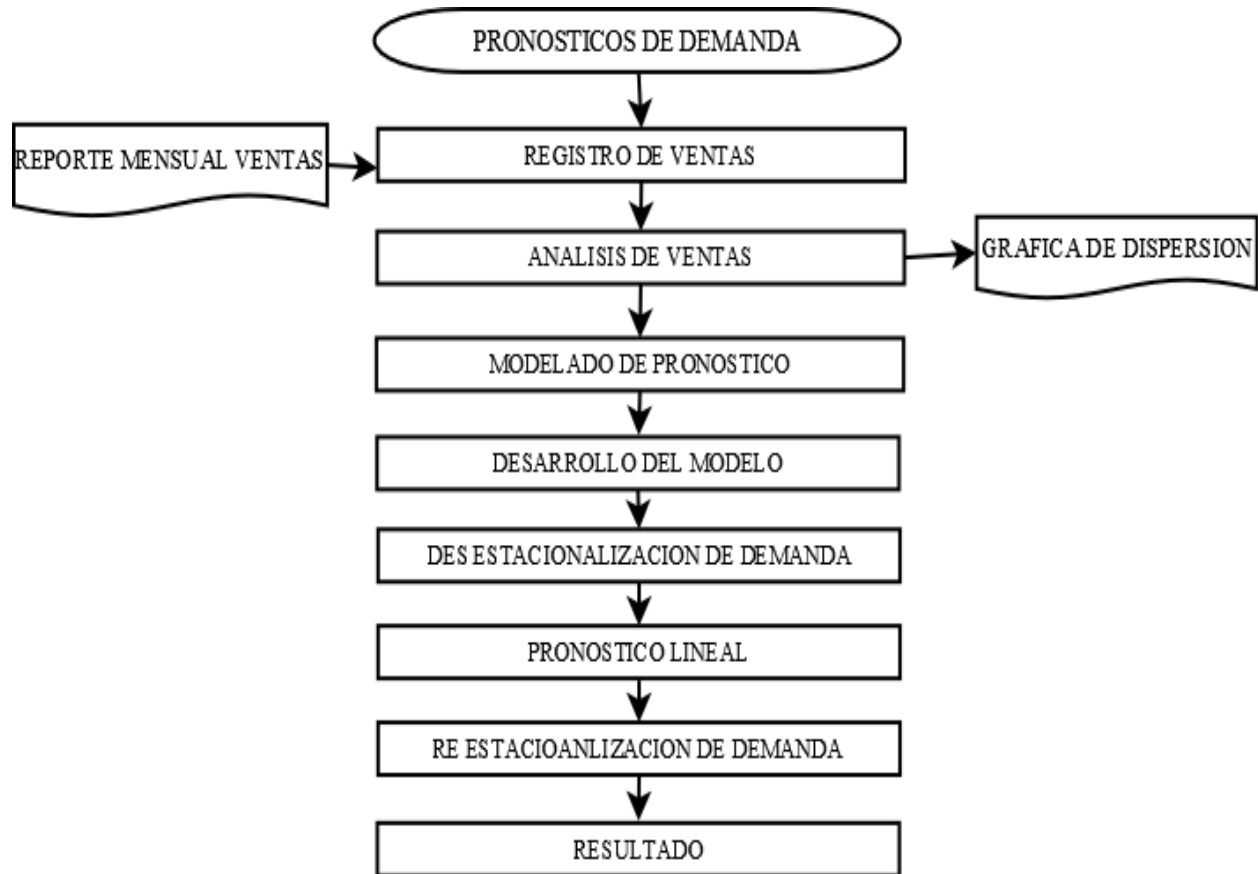 PRONOSTICOS DE DEMANDA
REPORTE MENSUAL VENTAS
REGISTRO DE VENTAS
ANALISIS DE VENTAS
GRAFICA DE DISPERSION
MODELADO DE PRONOSTICO
DESARROLLO DEL MODELO
DES ESTACIONALIZACION DE DEMANDA
PRONOSTICO LINEAL
RE ESTACIOANLIZACION DE DEMANDA
RESULTADO